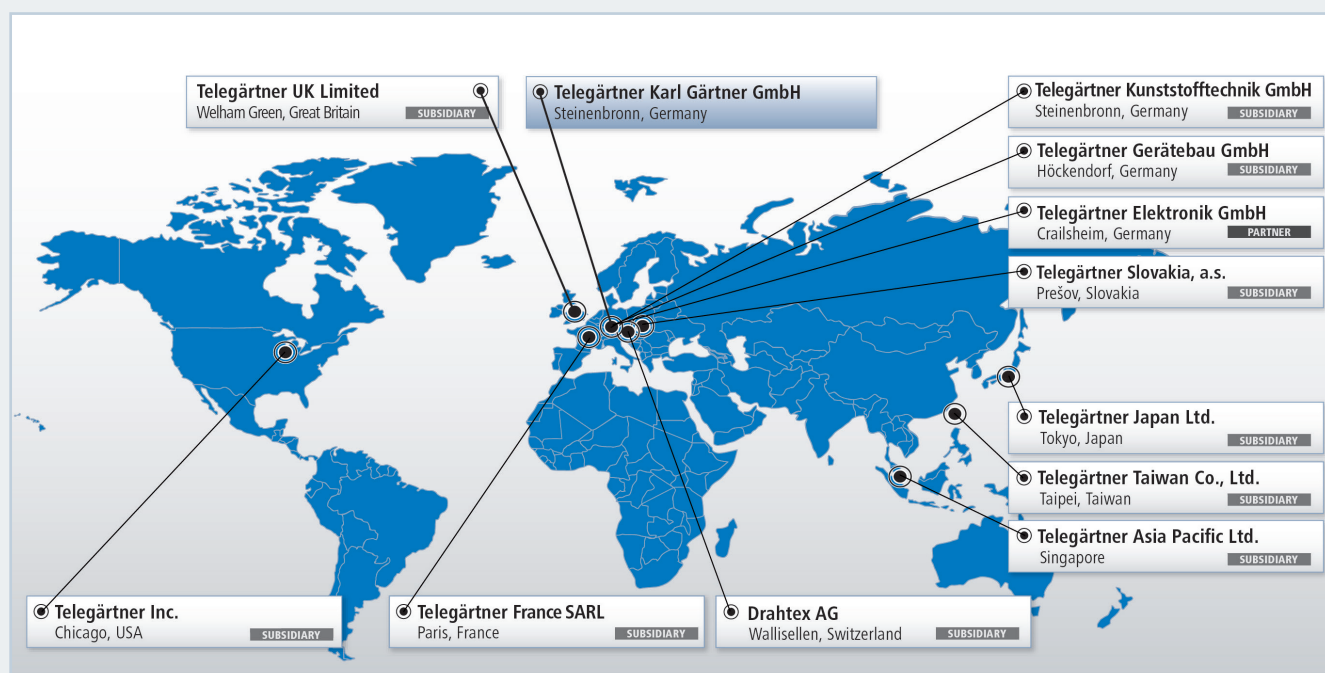 Telegärtner UK Limited
Welham Green, Great Britain
SUBSIDIARY
Telegärtner Karl Gärtner GmbH
Steinenbronn, Germany
Telegärtner Kunststofftechnik GmbH
Steinenbronn, Germany
SUBSIDIARY
Telegärtner Gerätebau GmbH
Höckendorf, Germany
SUBSIDIARY
Telegärtner Elektronik GmbH
Crailsheim, Germany
PARTNER
Telegärtner Slovakia, a.s.
Prešov, Slovakia
SUBSIDIARY
Telegärtner Japan Ltd.
Tokyo, Japan
SUBSIDIARY
Telegärtner Taiwan Co., Ltd.
Taipei, Taiwan
SUBSIDIARY
Telegärtner Asia Pacific Ltd.
Singapore
SUBSIDIARY
Telegärtner Inc.
Chicago, USA
SUBSIDIARY
Telegärtner France SARL
Paris, France
SUBSIDIARY
Drahtex AG
Wallisellen, Switzerland
SUBSIDIARY